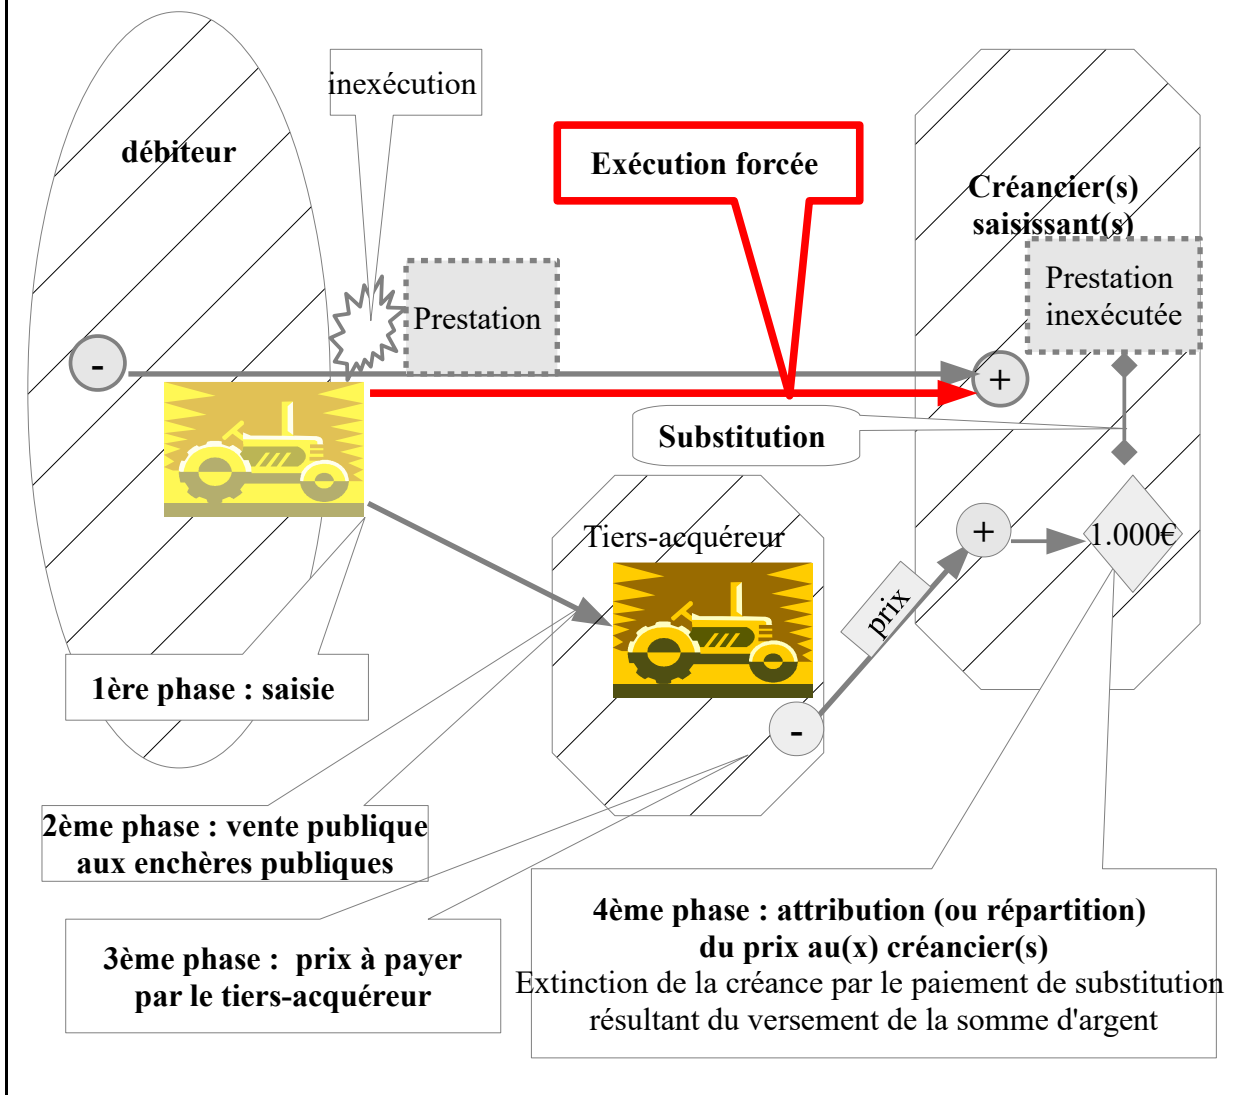 inexécution
débiteur
Exécution forcée
Créancier(s)
saisissant(s)
Prestation
inexécutée
Prestation
-
+
Substitution
Tiers-acquéreur
+
1.000€
prix
-
1ère phase : saisie
2ème phase : vente publique
aux enchères publiques
3ème phase : prix à payer
par le tiers-acquéreur
4ème phase : attribution (ou répartition)
du prix au(x) créancier(s)
Extinction de la créance par le paiement de substitution
résultant du versement de la somme d'argent